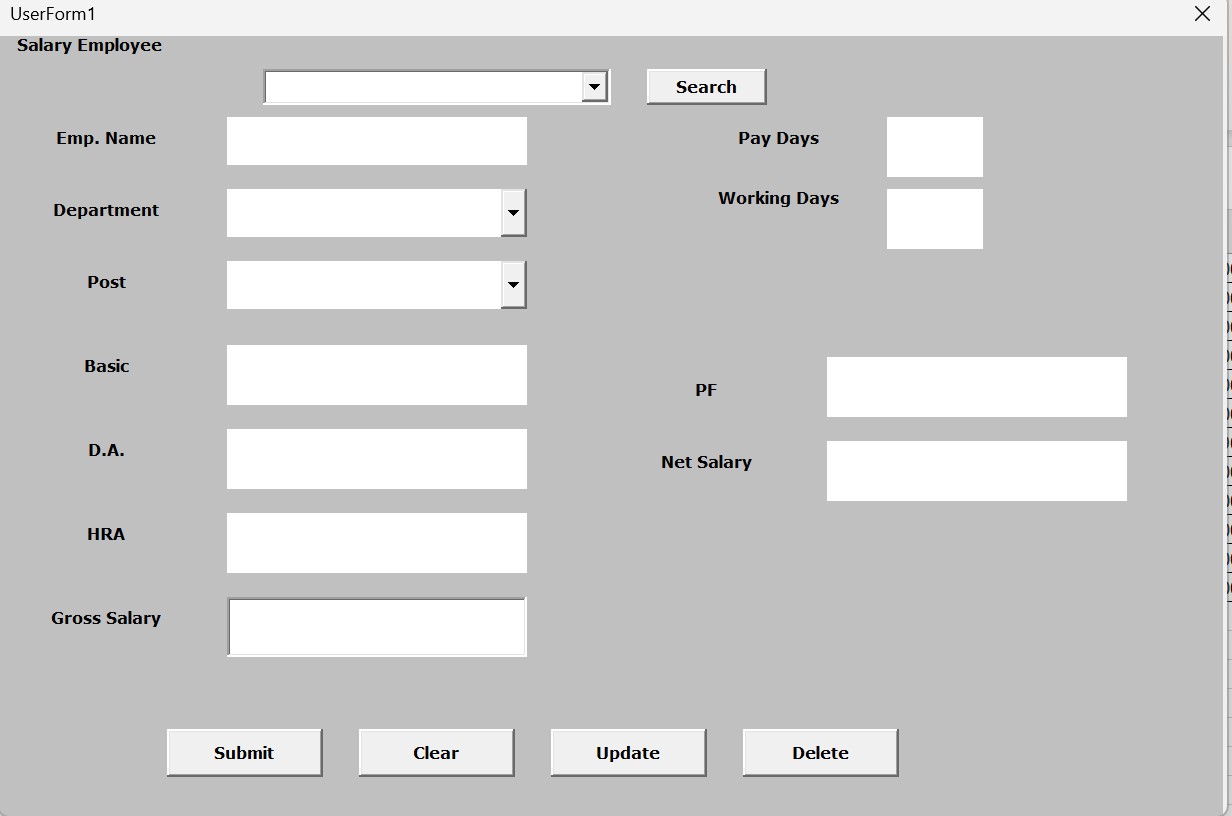 UserForm1
Salary Employee
Search
Emp. Name
Pay Days
Department
Working Days
Post
Basic
PF
D.A.
Net Salary
HRA
Gross Salary
Submit Clear Update Delete